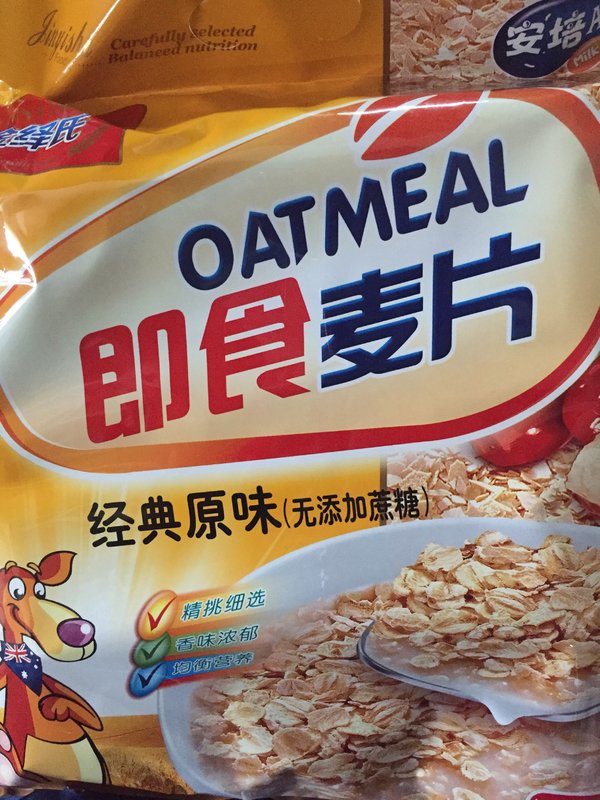 Carefully selected
Balanced nutrition
安培
Milk
OATMEAL
即食麦片
经典原味(无添加蔗糖)
精挑细选
香味浓郁
均衡营养